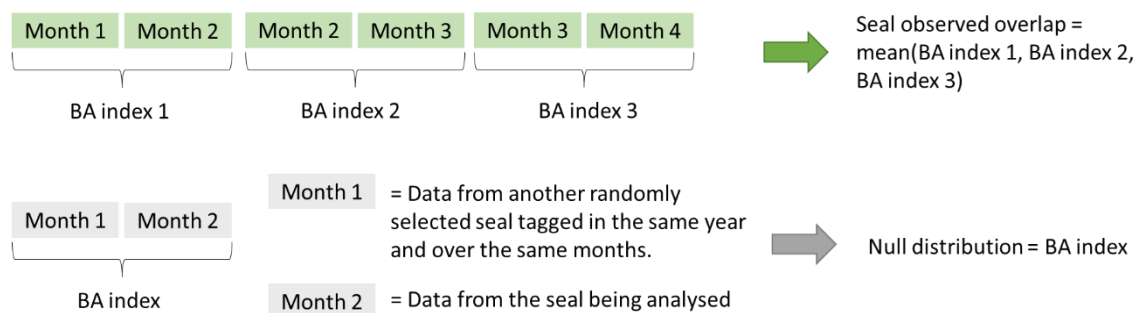 Month 1 Month 2 Month 2 Month 3 Month 3 Month 4
BA index 1 BA index 2 BA index 3
Seal observed overlap =
mean(BA index 1, BA index 2,
BA index 3)
Month 1 Month 2
BA index
Month 1 = Data from another randomly
selected seal tagged in the same year
and over the same months.
Month 2 = Data from the seal being analysed
Null distribution = BA index